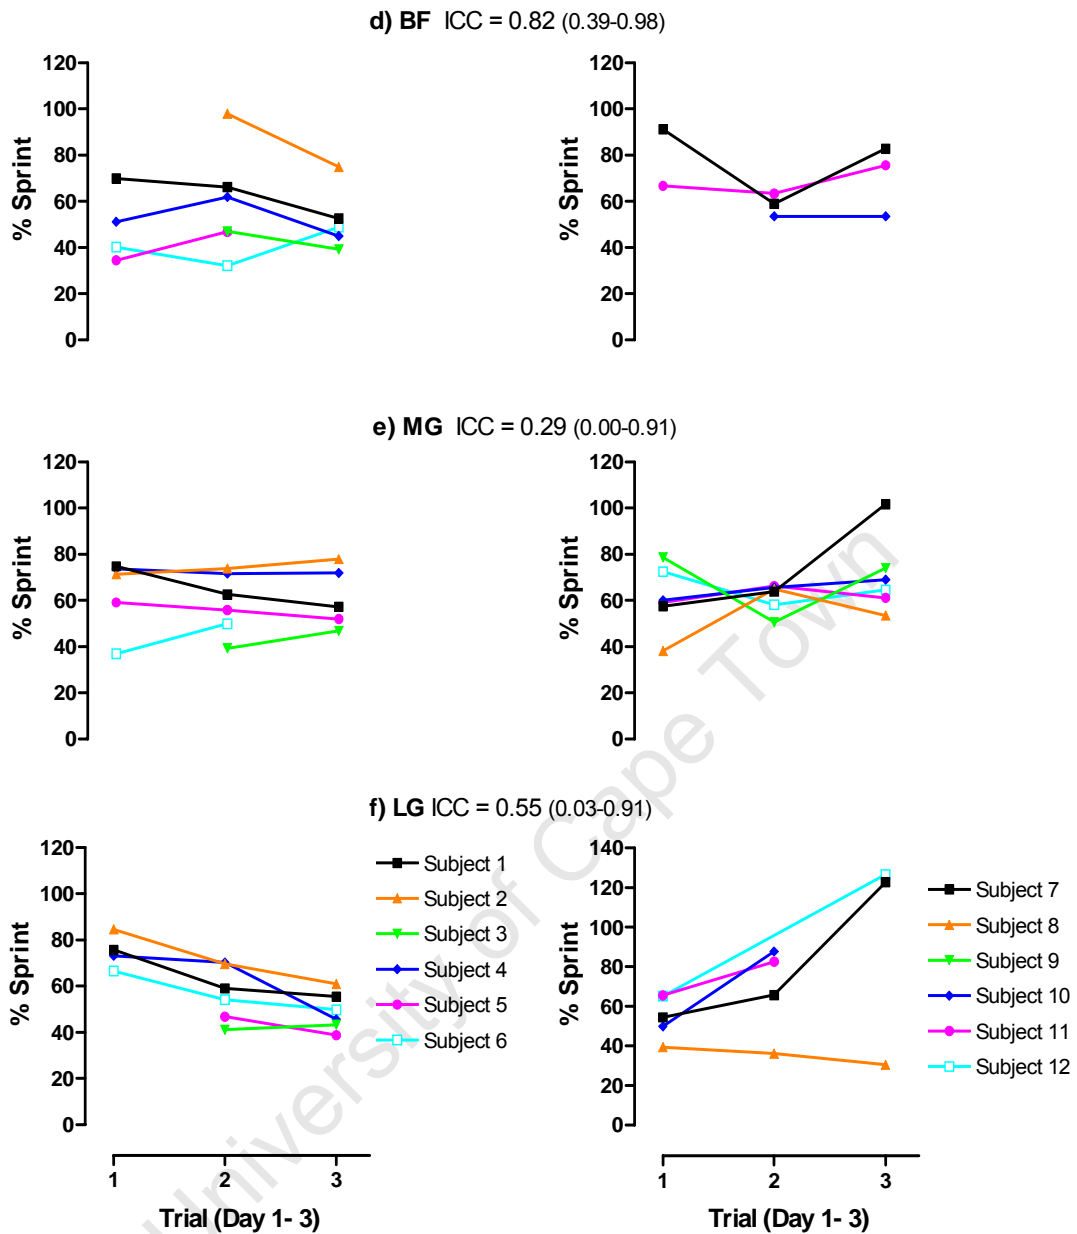 d) BF ICC = 0.82 (0.39-0.98)
120
100
80
60
40
20
0
% Sprint
120
100
80
60
40
20
0
% Sprint
e) MG ICC = 0.29 (0.00-0.91)
120
100
80
60
40
20
0
% Sprint
120
100
80
60
40
20
0
% Sprint
f) LG ICC = 0.55 (0.03-0.91)
120
100
80
60
40
20
0
% Sprint
Subject 1
Subject 2
Subject 3
Subject 4
Subject 5
Subject 6
1 2 3
Trial (Day 1- 3)
140
120
100
80
60
40
20
0
% Sprint
Subject 7
Subject 8
Subject 9
Subject 10
Subject 11
Subject 12
1 2 3
Trial (Day 1- 3)
University of Cape Town